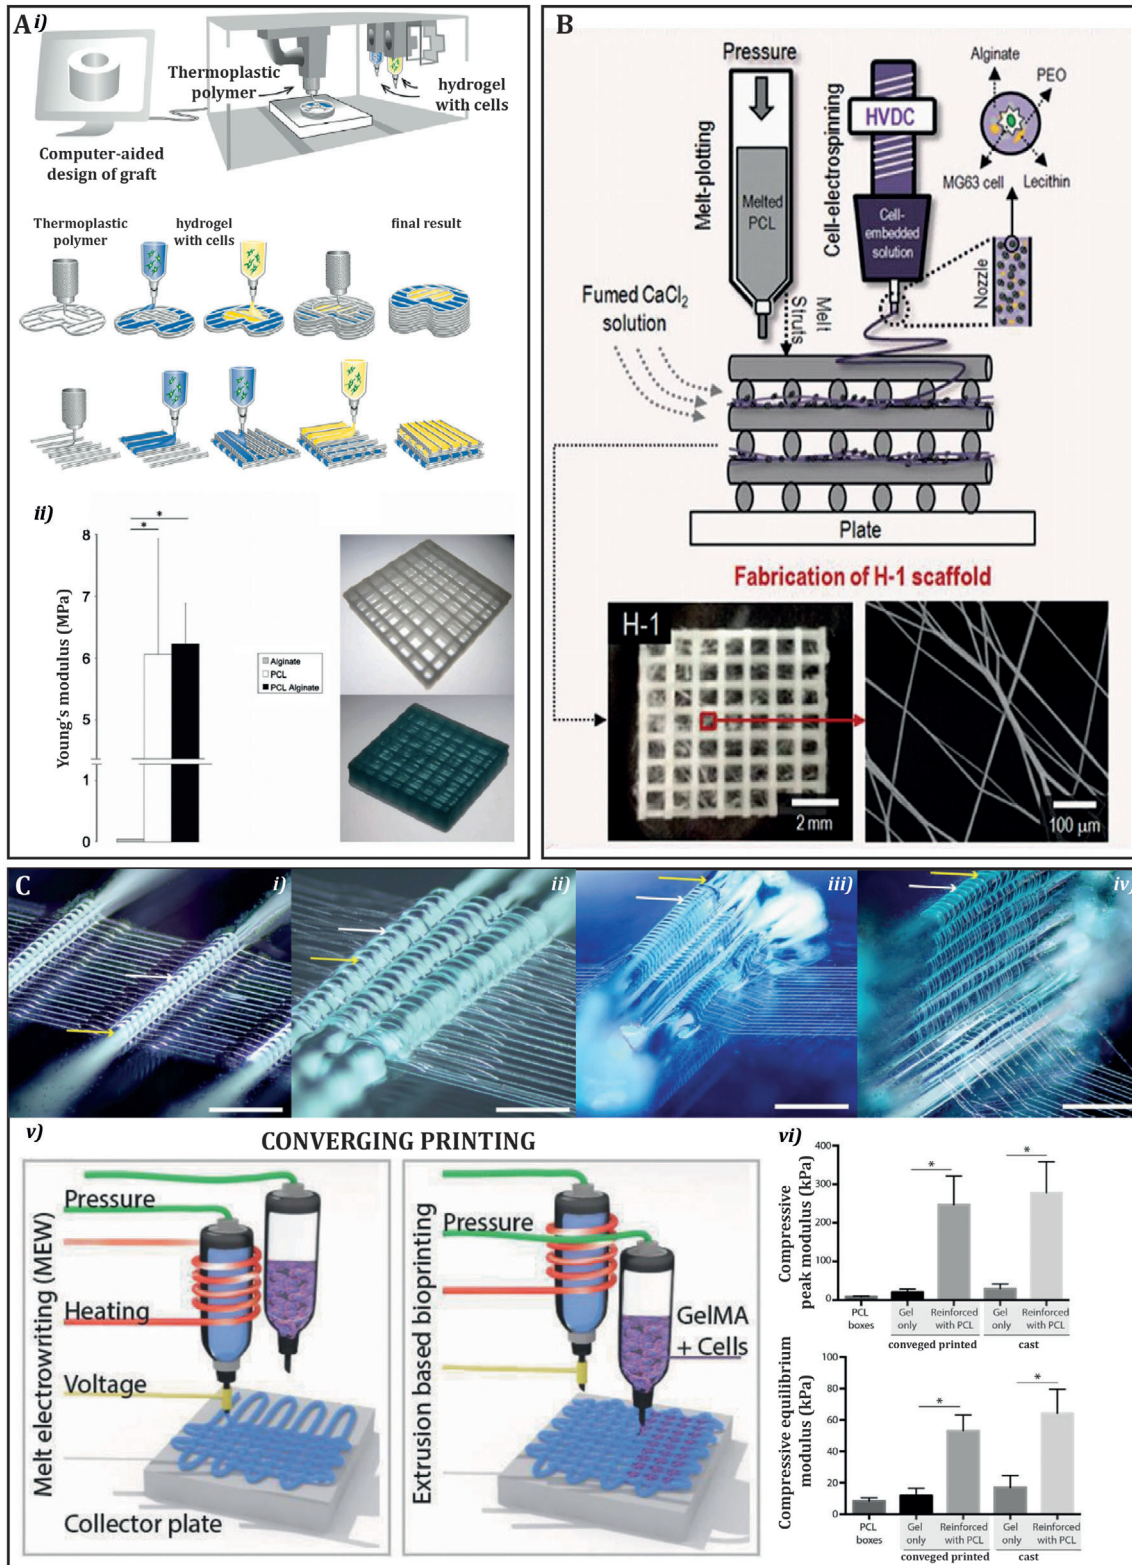 A i)
Thermoplastic
polymer
hydrogel
with cells
Computer-aided
design of graft
Thermoplastic
polymer
hydrogel
with cells
final result
ii)
Young's modulus (MPa)
8
7
6
5
1
0
*
*
Alginate
PCL
PCL Alginate
B
Pressure
Melt-plotting
Melted
PCL
Cell-electrospinning
HVDC
Cell-
embedded
solution
Alginate
PEO
MG63 cell
Lecithin
Nozzle
Fumed CaCl2
solution
Melt
Struts
Plate
Fabrication of H-1 scaffold
H-1
2 mm
100 μm
C
i)
ii)
iii)
iv)
v)
CONVERGING PRINTING
Melt electrowriting (MEW)
Pressure
Heating
Voltage
Collector plate
Extrusion based bioprinting
Pressure
GelMA
+ Cells
vi)
Compressive
peak modulus (kPa)
400
300
200
100
0
*
*
PCL
boxes
Gel
only
Reinforced
with PCL
Gel
only
Reinforced
with PCL
conveged printed
cast
Compressive equilibrium
modulus (kPa)
100
80
60
40
20
0
*
*
PCL
boxes
Gel
only
Reinforced
with PCL
Gel
only
Reinforced
with PCL
conveged printed
cast